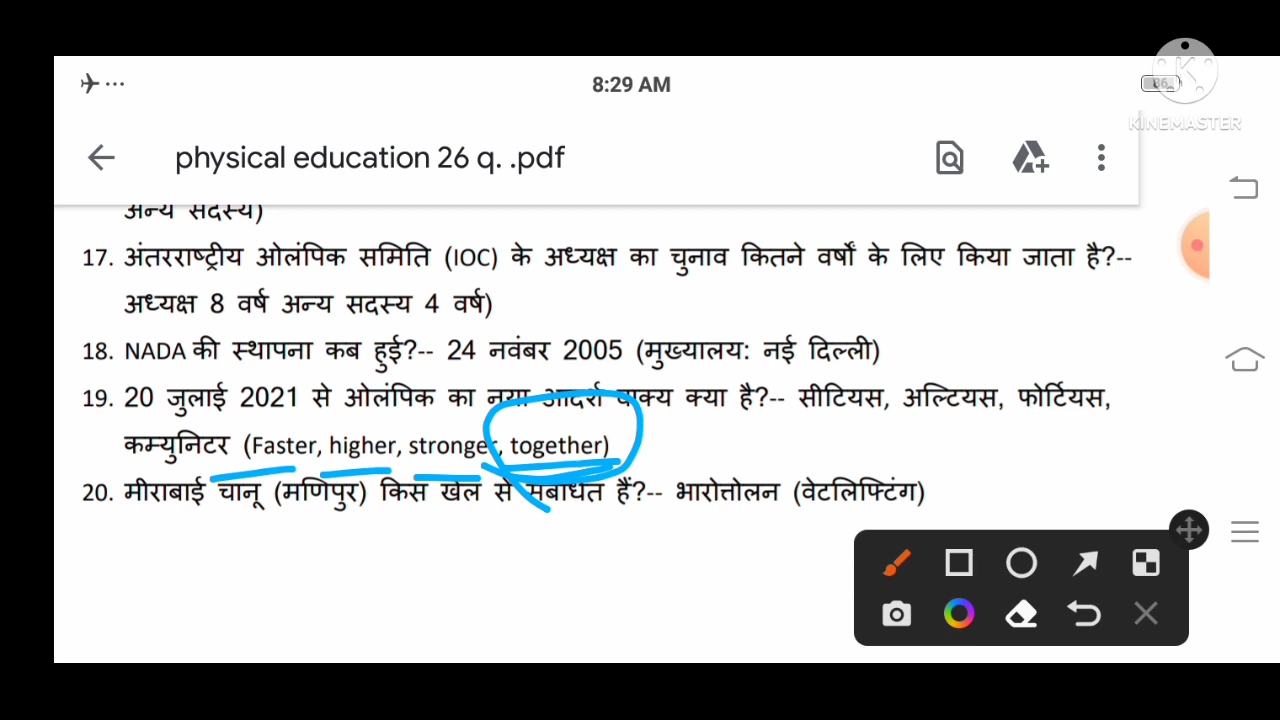 8:29 AM
86
KINEMASTER
physical education 26 q. .pdf
अन्य सदस्य)
17. अंतरराष्ट्रीय ओलंपिक समिति (IOC) के अध्यक्ष का चुनाव कितने वर्षों के लिए किया जाता है?--
अध्यक्ष 8 वर्ष अन्य सदस्य 4 वर्ष)
18. NADA की स्थापना कब हुई?-- 24 नवंबर 2005 (मुख्यालय: नई दिल्ली)
19. 20 जुलाई 2021 से ओलंपिक का नया आदर्श वाक्य क्या है?-- सीटियस, अल्टियस, फोर्टियस,
कम्युनिटर (Faster, higher, stronger, together)
20. मीराबाई चानू (मणिपुर) किस खेल से संबंधित हैं?-- भारोत्तोलन (वेटलिफ्टिंग)